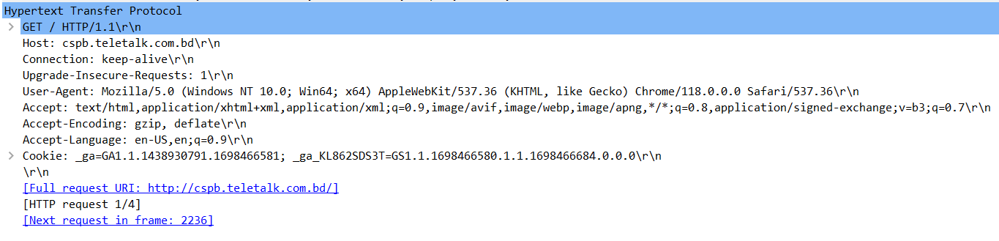 Hypertext Transfer Protocol
GET / HTTP/1.1\r\n
Host: cspb.teletalk.com.bd\r\n
Connection: keep-alive\r\n
Upgrade-Insecure-Requests: 1\r\n
User-Agent: Mozilla/5.0 (Windows NT 10.0; Win64; x64) AppleWebKit/537.36 (KHTML, like Gecko) Chrome/118.0.0.0 Safari/537.36\r\n
Accept: text/html,application/xhtml+xml,application/xml;q=0.9,image/avif,image/webp,image/apng,*/*;q=0.8,application/signed-exchange;v=b3;q=0.7\r\n
Accept-Encoding: gzip, deflate\r\n
Accept-Language: en-US,en;q=0.9\r\n
Cookie: _ga=GA1.1.1438930791.1698466581; _ga_KL862SDS3T=GS1.1.1698466580.1.1.1698466684.0.0.0\r\n
\r\n
[Full request URI: http://cspb.teletalk.com.bd/]
[HTTP request 1/4]
[Next request in frame: 2236]